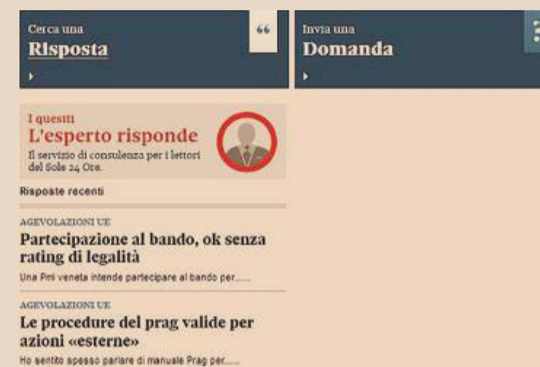 Cerca una
Risposta
“
Invia una
Domanda
?
I quesiti
L'esperto risponde
Il servizio di consulenza per i lettori
del Sole 24 Ore.
Risposte recenti
AGEVOLAZIONI UE
Partecipazione al bando, ok senza
rating di legalità
Una Pmi veneta intende partecipare al bando per......
AGEVOLAZIONI UE
Le procedure del prag valide per
azioni «esterne»
Ho sentito spesso parlare di manuale Prag per......